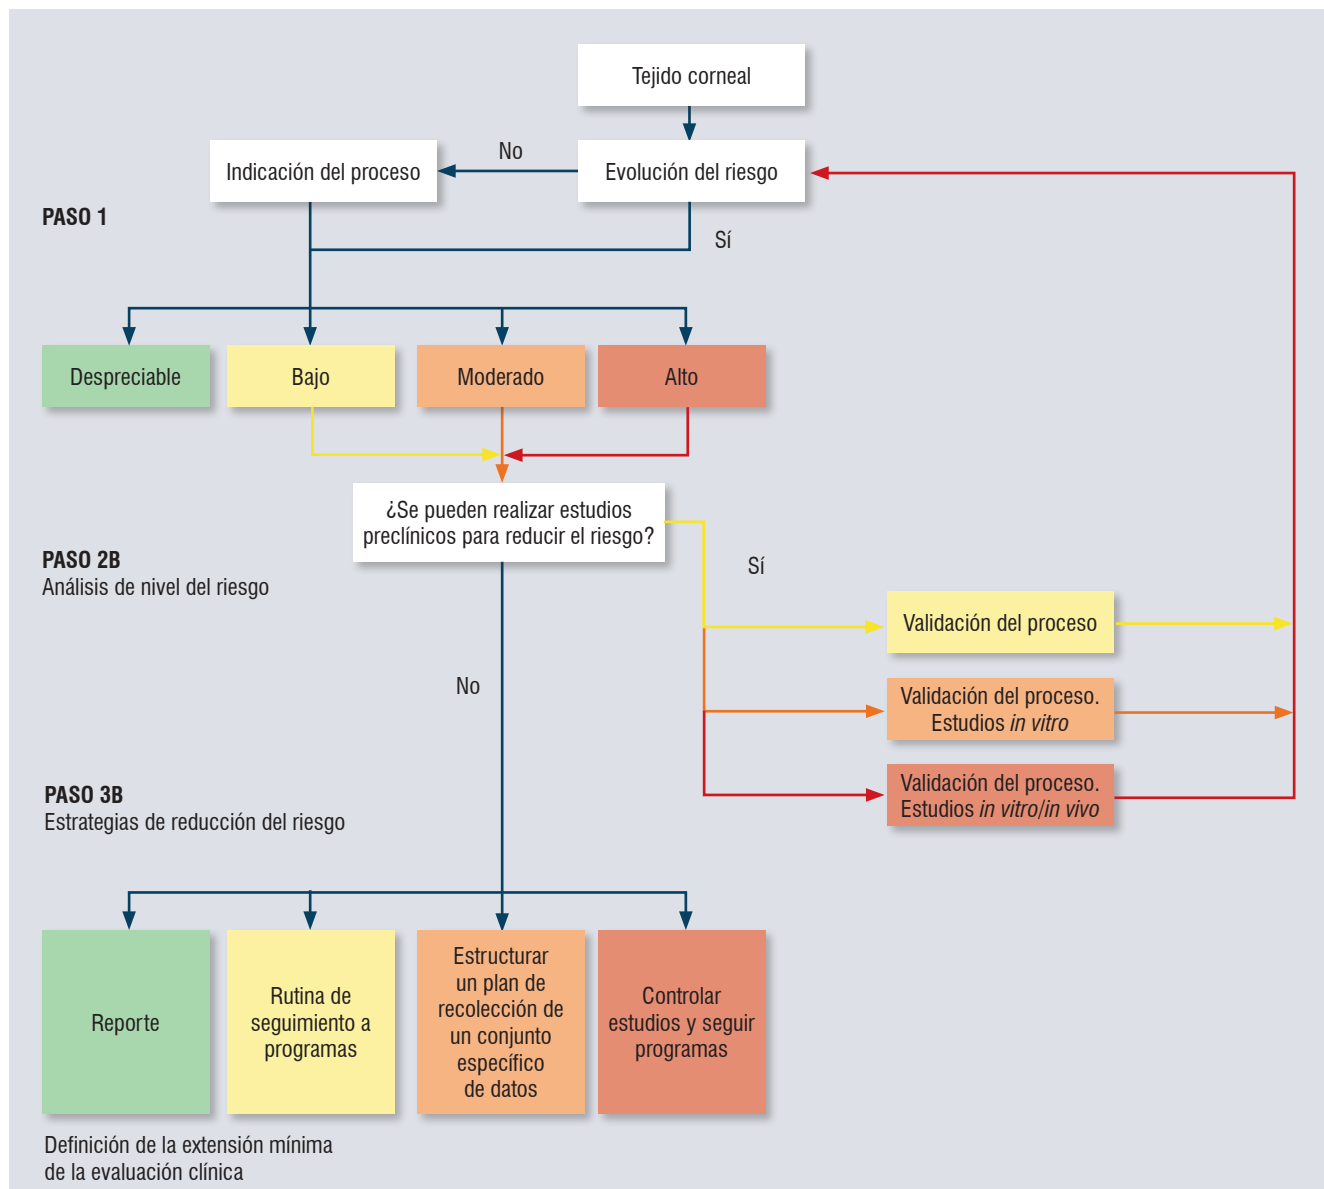 Tejido corneal
No
Indicación del proceso
Evolución del riesgo
PASO 1
Sí
Despreciable
Bajo
Moderado
Alto
¿Se pueden realizar estudios
preclínicos para reducir el riesgo?
PASO 2B
Análisis de nivel del riesgo
Sí
Validación del proceso
No
Validación del proceso.
Estudios in vitro
Validación del proceso.
Estudios in vitro/in vivo
PASO 3B
Estrategias de reducción del riesgo
Reporte
Rutina de
seguimiento a
programas
Estructurar
un plan de
recolección de
un conjunto
específico
de datos
Controlar
estudios y seguir
programas
Definición de la extensión mínima
de la evaluación clínica